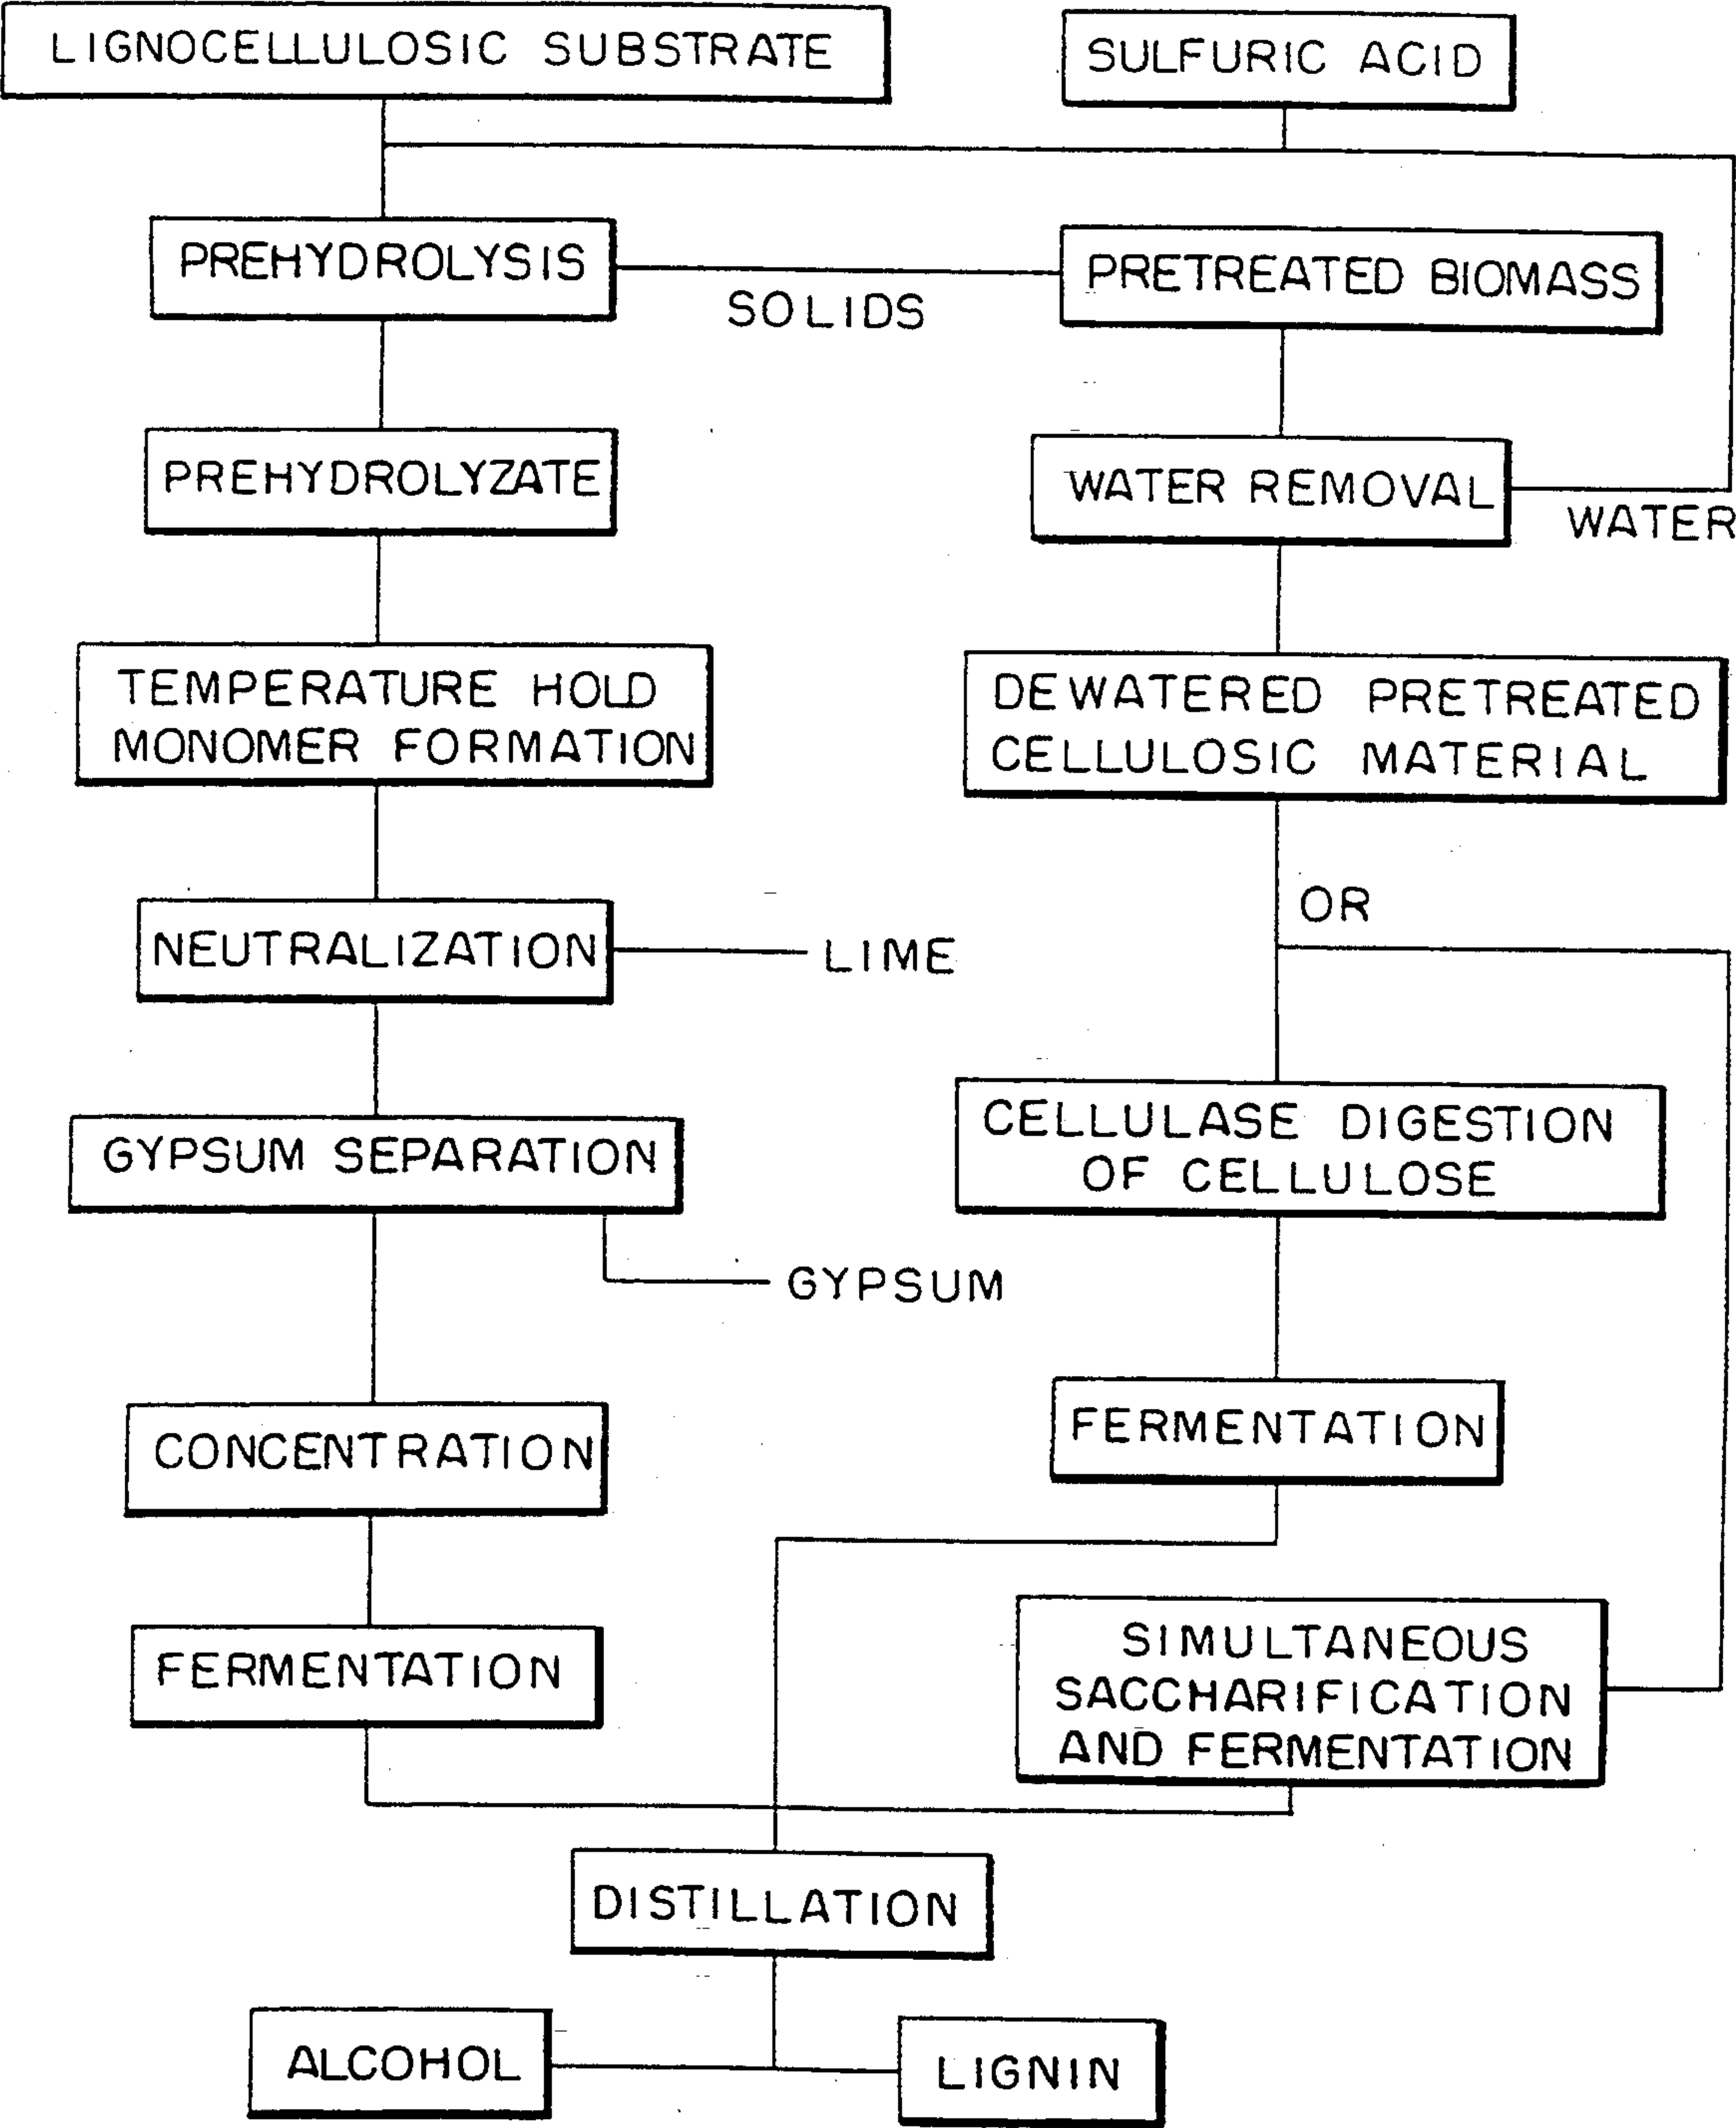 LIGNOCELLULOSIC SUBSTRATE
SULFURIC ACID
PREHYDROLYSIS
SOLIDS
PRETREATED BIOMASS
PREHYDROLYZATE
WATER REMOVAL
WATER
TEMPERATURE HOLD
MONOMER FORMATION
DEWATERED PRETREATED
CELLULOSIC MATERIAL
OR
NEUTRALIZATION
LIME
GYPSUM SEPARATION
GYPSUM
CELLULASE DIGESTION
OF CELLULOSE
CONCENTRATION
FERMENTATION
FERMENTATION
SIMULTANEOUS
SACCHARIFICATION
AND FERMENTATION
DISTILLATION
ALCOHOL
LIGNIN